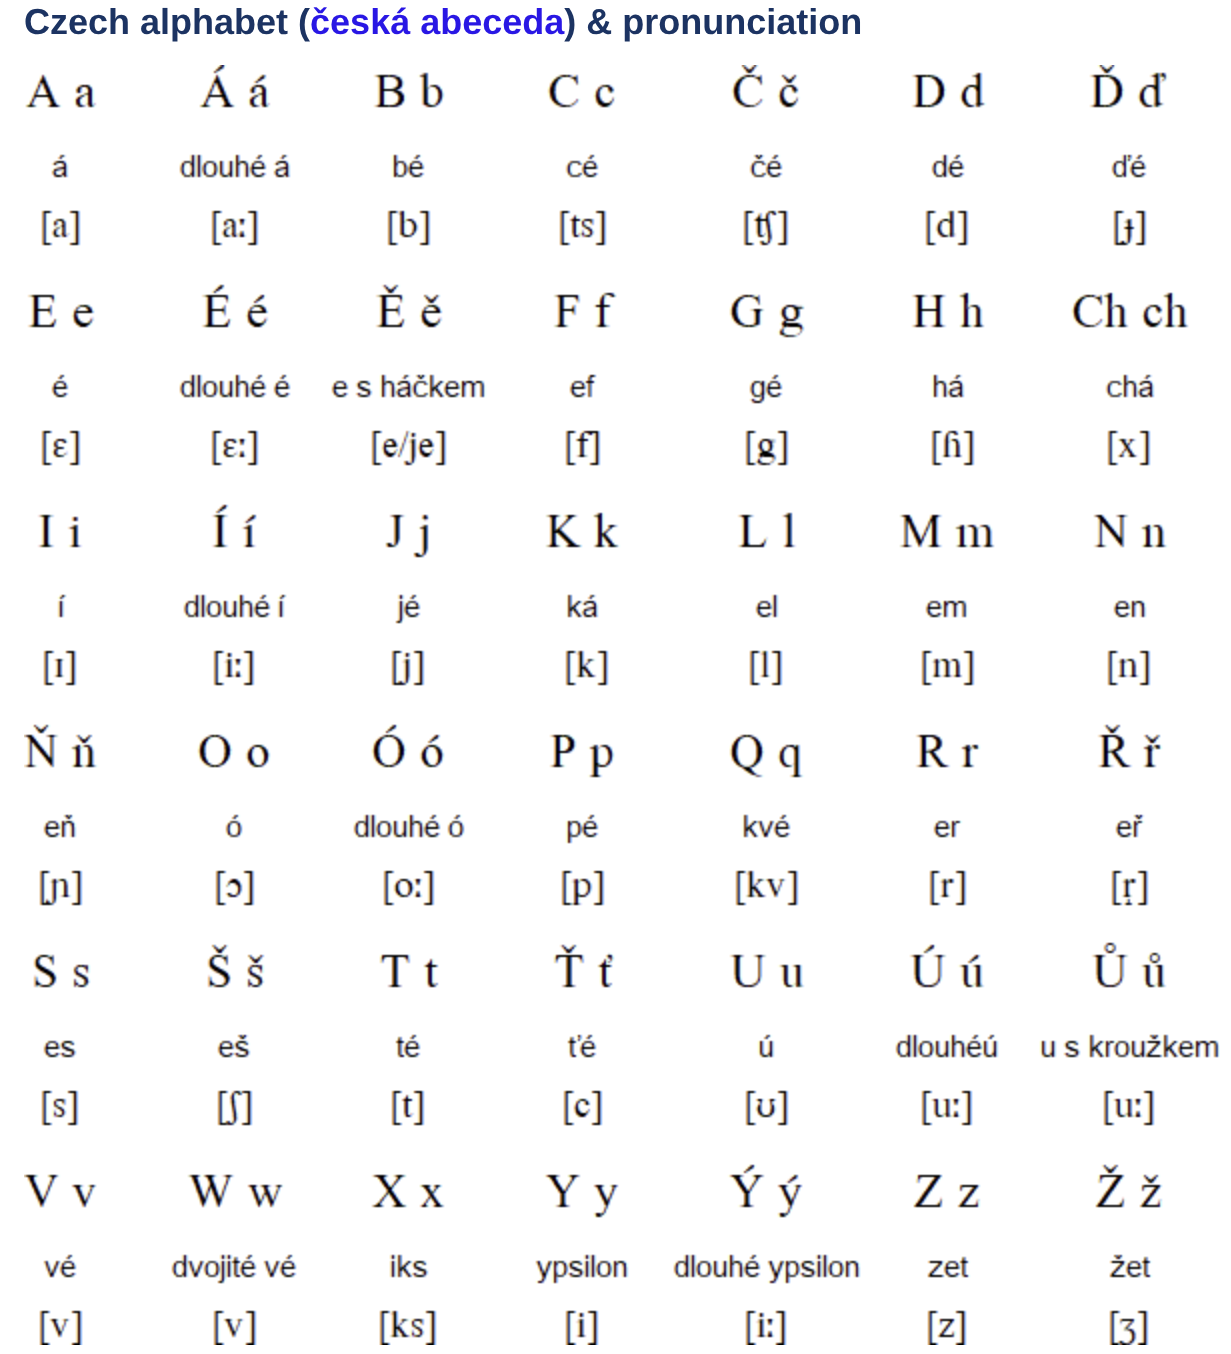 Czech alphabet (česká abeceda) & pronunciation
A a Á á B b C c Č č D d Ď ď
á dlouhé á bé cé čé dé ďé
[a] [aː] [b] [ts] [ʧ] [d] [ɟ]
E e É é Ě ě F f G g H h Ch ch
é dlouhé é e s háčkem ef gé há chá
[ɛ] [ɛː] [e/je] [f] [g] [ɦ] [x]
I i Í í J j K k L l M m N n
í dlouhé í jé ká el em en
[ɪ] [iː] [j] [k] [l] [m] [n]
Ň ň O o Ó ó P p Q q R r Ř ř
eň ó dlouhé ó pé kvé er eř
[ɲ] [ɔ] [oː] [p] [kv] [r] [r̝]
S s Š š T t Ť ť U u Ú ú Ů ů
es eš té ťé ú dlouhéú u s kroužkem
[s] [ʃ] [t] [c] [ʊ] [uː] [uː]
V v W w X x Y y Ý ý Z z Ž ž
vé dvojité vé iks ypsilon dlouhé ypsilon zet žet
[v] [v] [ks] [i] [iː] [z] [ʒ]